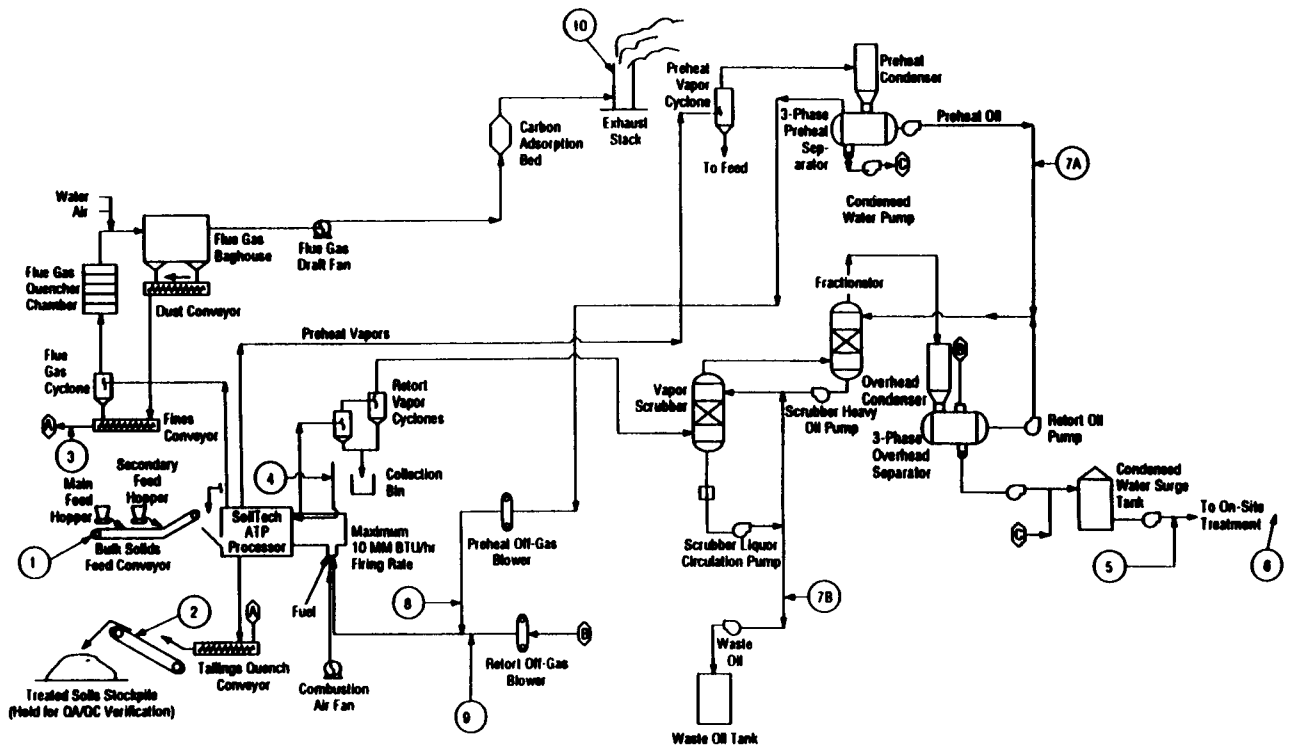 10
Preheat
Vapor
Cyclone
Preheat
Condenser
Exhaust
Stack
Carbon
Adsorption
Bed
3-Phase
Preheat
Sep-
arator
Preheat Oil
7A
To Feed
C
Condensed
Water Pump
Water
Air
Flue Gas
Baghouse
Flue Gas
Draft Fan
Flue Gas
Quencher
Chamber
Dust Conveyor
Fractionator
Preheat Vapors
Flue
Gas
Cyclone
Retort
Vapor
Cyclones
Vapor
Scrubber
Overhead
Condenser
B
Scrubber Heavy
Oil Pump
Retort Oil
Pump
A
Fines
Conveyor
3
3-Phase
Overhead
Separator
Secondary
Feed
Hopper
Main
Feed
Hopper
4
Collection
Bin
Condensed
Water Surge
Tank
SoilTech
ATP
Processor
Maximum
10 MM BTU/hr
Firing Rate
Preheat Off-Gas
Blower
Scrubber Liquor
Circulation Pump
To On-Site
Treatment
C
1
Bulk Solids
Feed Conveyor
5
6
Fuel
8
7B
2
A
B
Waste
Oil
Tailings Quench
Conveyor
Combustion
Air Fan
Retort Off-Gas
Blower
9
Treated Soils Stockpile
(Hold for QA/QC Verification)
Waste Oil Tank